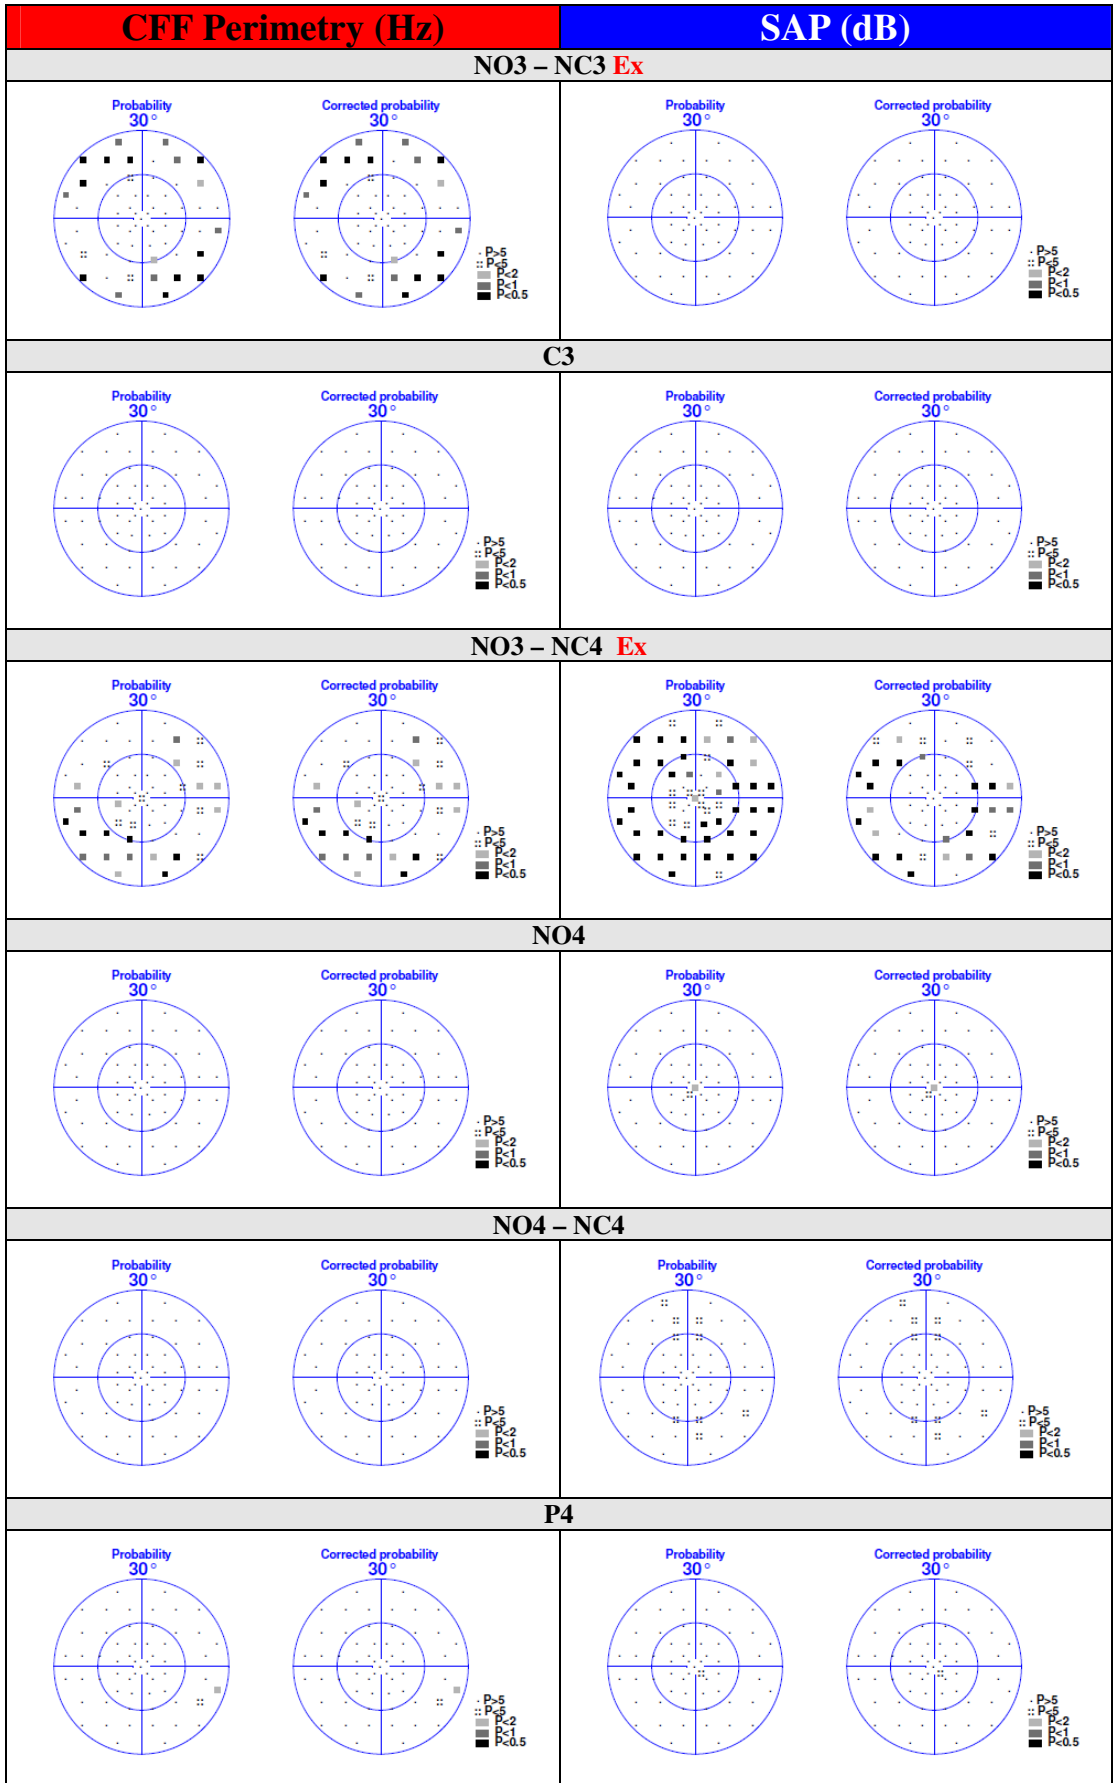 CFF Perimetry (Hz) SAP (dB)
NO3 – NC3 Ex
Probability Corrected probability Probability Corrected probability
30° 30° 30° 30°
· P>5 · P>5
:: P<5 :: P<5
P<2 P<2
P<1 P<1
P<0.5 P<0.5
C3
Probability Corrected probability Probability Corrected probability
30° 30° 30° 30°
· P>5 · P>5
:: P<5 :: P<5
P<2 P<2
P<1 P<1
P<0.5 P<0.5
NO3 – NC4 Ex
Probability Corrected probability Probability Corrected probability
30° 30° 30° 30°
· P>5 · P>5
:: P<5 :: P<5
P<2 P<2
P<1 P<1
P<0.5 P<0.5
NO4
Probability Corrected probability Probability Corrected probability
30° 30° 30° 30°
· P>5 · P>5
:: P<5 :: P<5
P<2 P<2
P<1 P<1
P<0.5 P<0.5
NO4 – NC4
Probability Corrected probability Probability Corrected probability
30° 30° 30° 30°
· P>5 · P>5
:: P<5 :: P<5
P<2 P<2
P<1 P<1
P<0.5 P<0.5
P4
Probability Corrected probability Probability Corrected probability
30° 30° 30° 30°
· P>5 · P>5
:: P<5 :: P<5
P<2 P<2
P<1 P<1
P<0.5 P<0.5